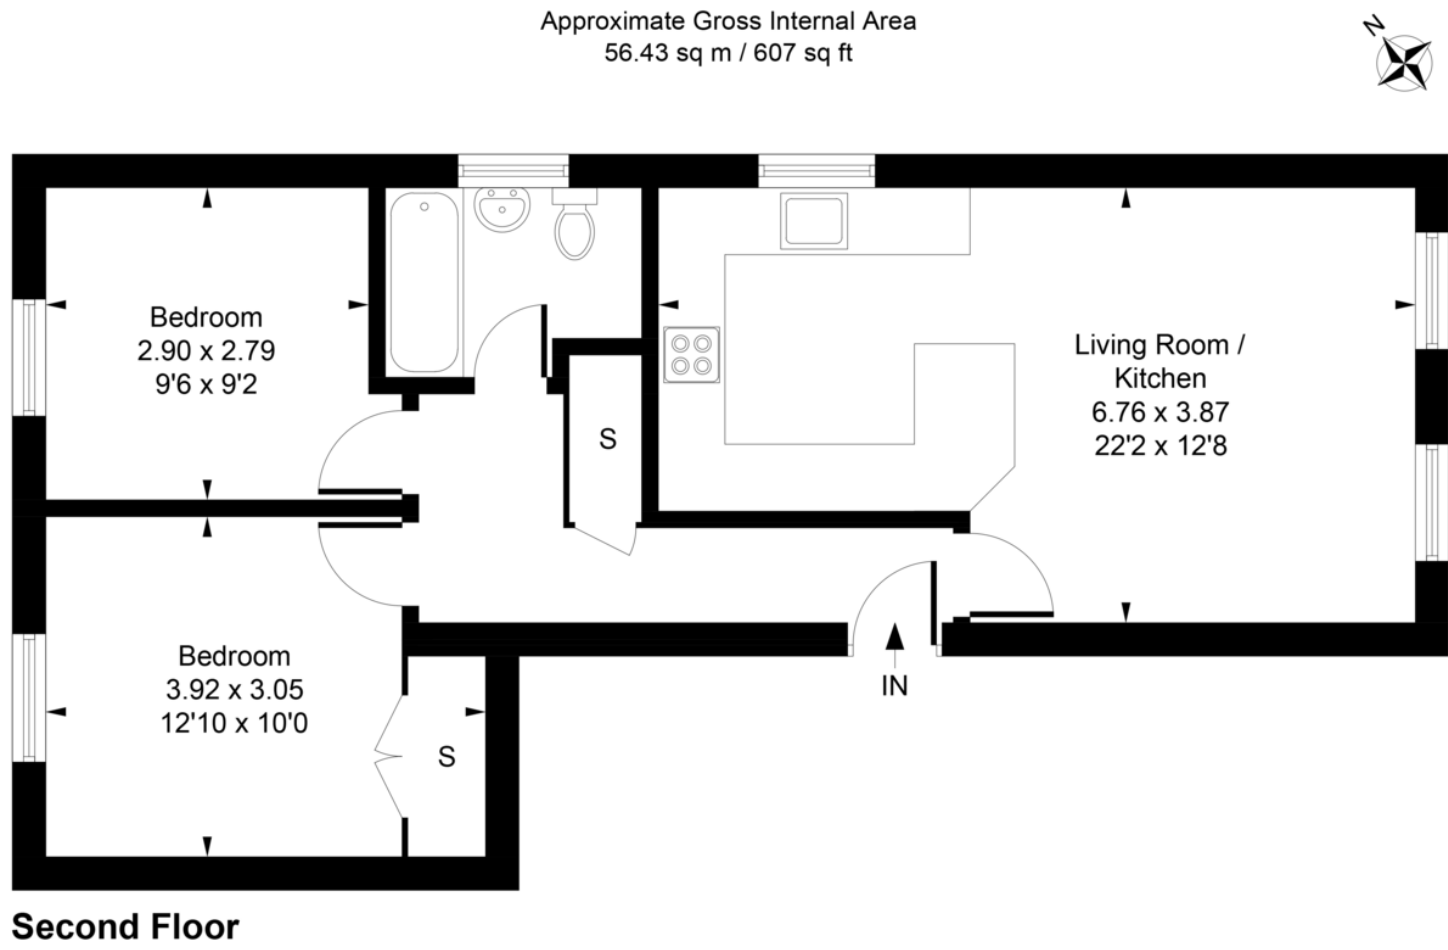 Approximate Gross Internal Area
56.43 sq m / 607 sq ft
N
Bedroom
2.90 x 2.79
9'6 x 9'2
Living Room /
Kitchen
6.76 x 3.87
22'2 x 12'8
S
Bedroom
3.92 x 3.05
12'10 x 10'0
S
IN
Second Floor